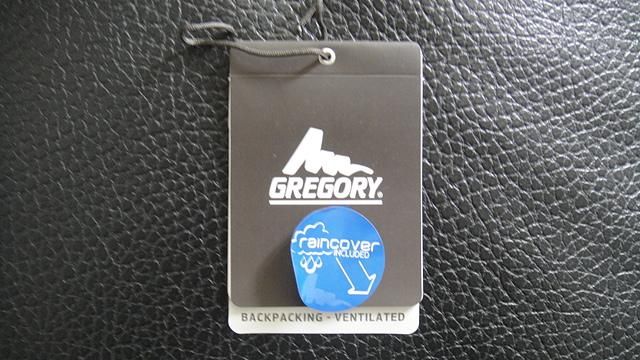 GREGORY.
raincover
INCLUDED
BACKPACKING - VENTILATED